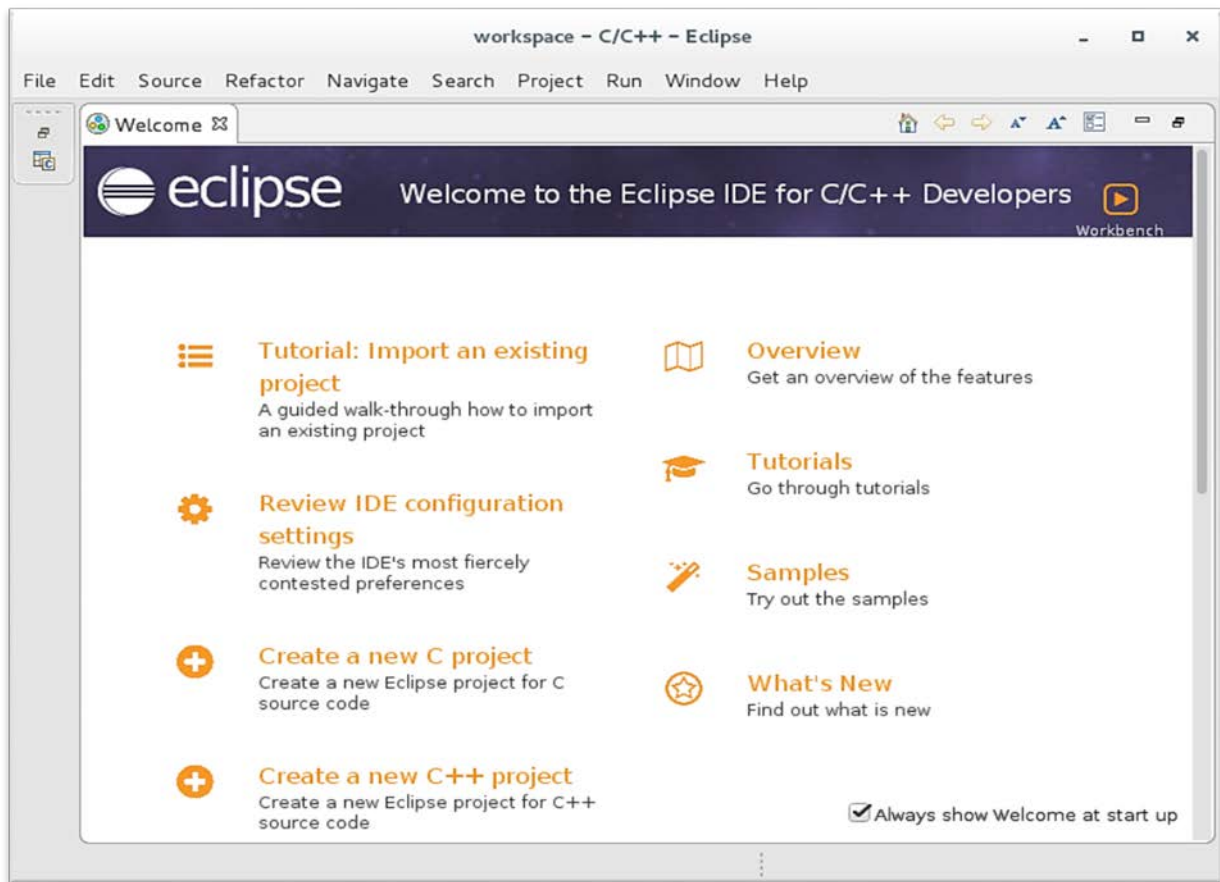 workspace – C/C++ – Eclipse
File Edit Source Refactor Navigate Search Project Run Window Help
Welcome
eclipse
Welcome to the Eclipse IDE for C/C++ Developers
Workbench
Tutorial: Import an existing
project
A guided walk-through how to import
an existing project
Review IDE configuration
settings
Review the IDE's most fiercely
contested preferences
Create a new C project
Create a new Eclipse project for C
source code
Create a new C++ project
Create a new Eclipse project for C++
source code
Overview
Get an overview of the features
Tutorials
Go through tutorials
Samples
Try out the samples
What's New
Find out what is new
Always show Welcome at start up